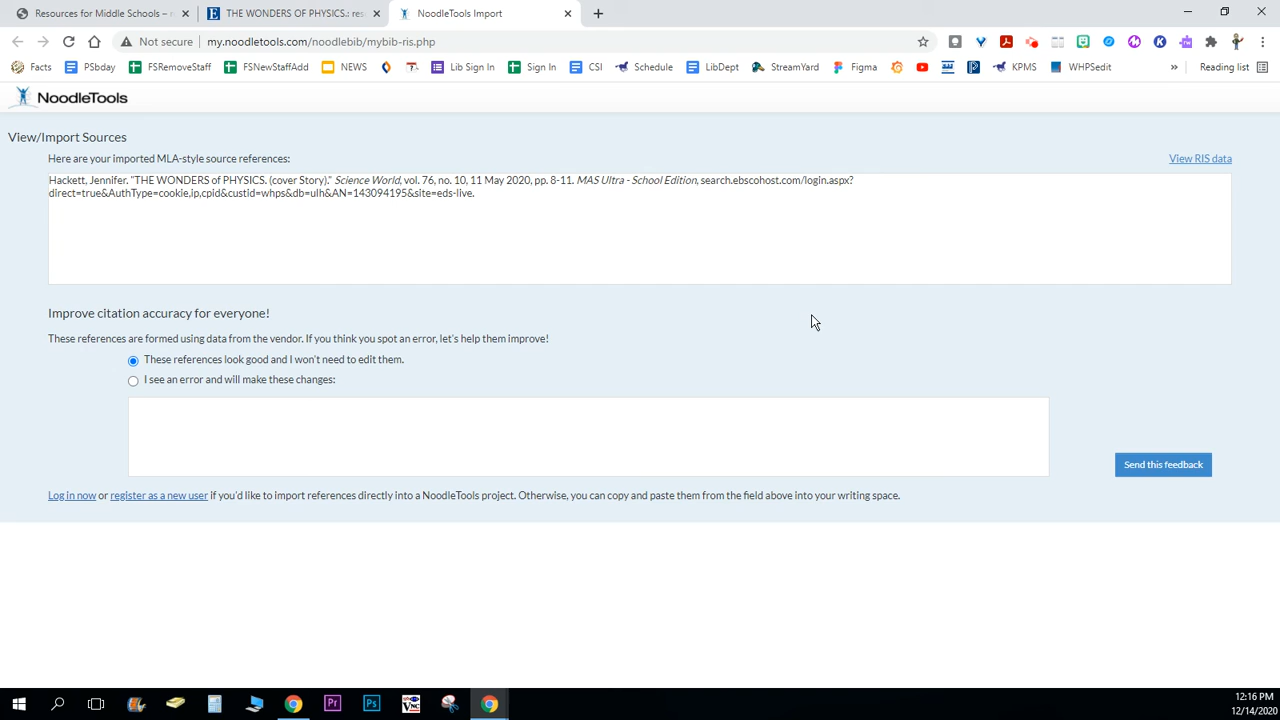 Resources for Middle Schools – n
THE WONDERS OF PHYSICS.: res
NoodleTools Import
Not secure
my.noodletools.com/noodlebib/mybib-ris.php
Facts
PSbday
FSRemoveStaff
FSNewStaffAdd
NEWS
Lib Sign In
Sign In
CSI
Schedule
LibDept
StreamYard
Figma
KPMS
WHPSedit
»
Reading list
NoodleTools
View/Import Sources
Here are your imported MLA-style source references:
View RIS data
Hackett, Jennifer. "THE WONDERS of PHYSICS. (cover Story)." Science World, vol. 76, no. 10, 11 May 2020, pp. 8-11. MAS Ultra - School Edition, search.ebscohost.com/login.aspx?
direct=true&AuthType=cookie,ip,cpid&custid=whps&db=ulh&AN=143094195&site=eds-live.
Improve citation accuracy for everyone!
These references are formed using data from the vendor. If you think you spot an error, let's help them improve!
These references look good and I won't need to edit them.
I see an error and will make these changes:
Send this feedback
Log in now or register as a new user if you'd like to import references directly into a NoodleTools project. Otherwise, you can copy and paste them from the field above into your writing space.
Pr
Ps
12:16 PM
12/14/2020